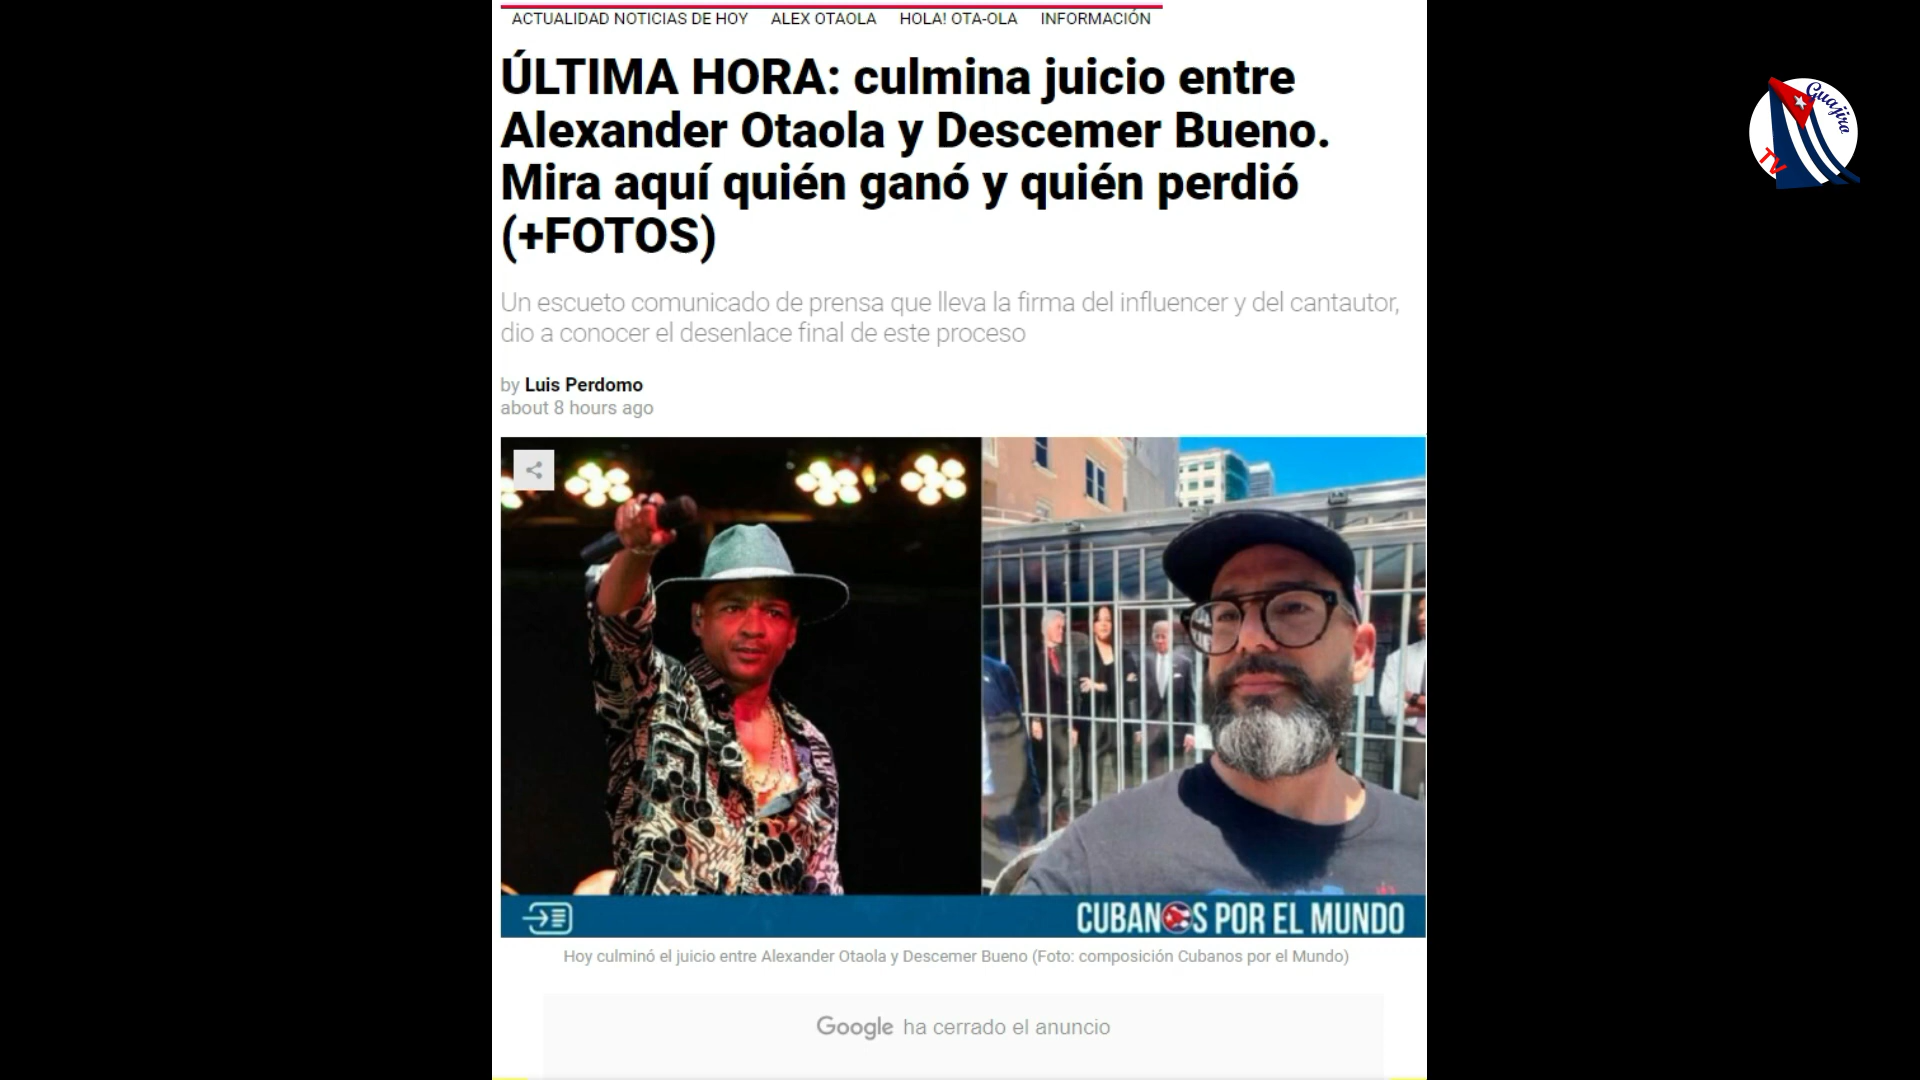 ACTUALIDAD NOTICIAS DE HOY ALEX OTAOLA HOLA! OTA-OLA INFORMACIÓN
ÚLTIMA HORA: culmina juicio entre
Alexander Otaola y Descemer Bueno.
Mira aquí quién ganó y quién perdió
(+FOTOS)
Un escueto comunicado de prensa que lleva la firma del influencer y del cantautor,
dio a conocer el desenlace final de este proceso
by Luis Perdomo
about 8 hours ago
CUBANOS POR EL MUNDO
Hoy culminó el juicio entre Alexander Otaola y Descemer Bueno (Foto: composición Cubanos por el Mundo)
Google ha cerrado el anuncio
Guajiro
TV